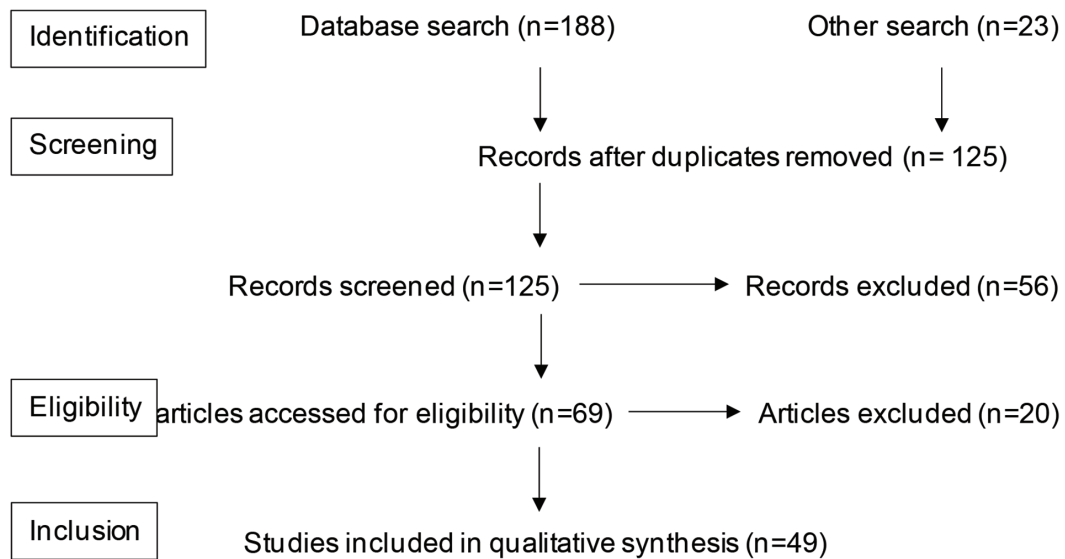 Identification
Database search (n=188)
Other search (n=23)
Screening
Records after duplicates removed (n= 125)
Records screened (n=125)
Records excluded (n=56)
Eligibility
articles accessed for eligibility (n=69)
Articles excluded (n=20)
Inclusion
Studies included in qualitative synthesis (n=49)